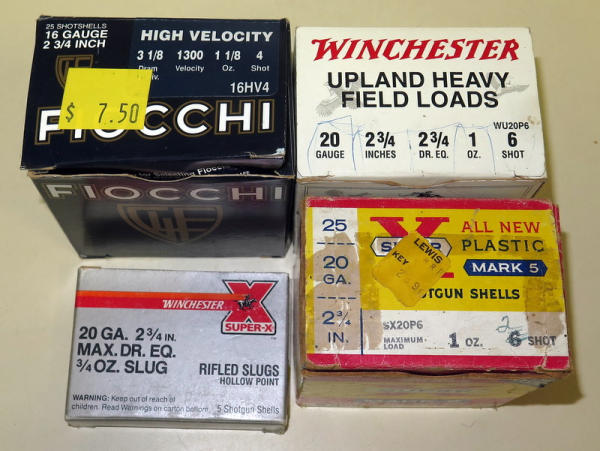 25 SHOTSHELLS
16 GAUGE
2 3/4 INCH
HIGH VELOCITY
3 1/8 1300 1 1/8 4
Dram Velocity Oz. Shot
16HV4
$ 7.50
FIOCCHI
FIOCCHI
WINCHESTER
UPLAND HEAVY
FIELD LOADS
WU20P6
20 2 3/4 2 3/4 1 6
GAUGE INCHES DR. EQ. OZ. SHOT
25
20
GA.
2 3/4
IN.
X
ALL NEW
PLASTIC
MARK 5
SHOTGUN SHELLS
LEWIS
KEY
SX20P6
MAXIMUM
LOAD
1 OZ.
2
6 SHOT
WINCHESTER
X
SUPER-X
20 GA. 2 3/4 IN.
MAX. DR. EQ.
3/4 OZ. SLUG
RIFLED SLUGS
HOLLOW POINT
WARNING: Keep out of reach of
children. Read Warnings on carton bottom.
5 Shotgun Shells